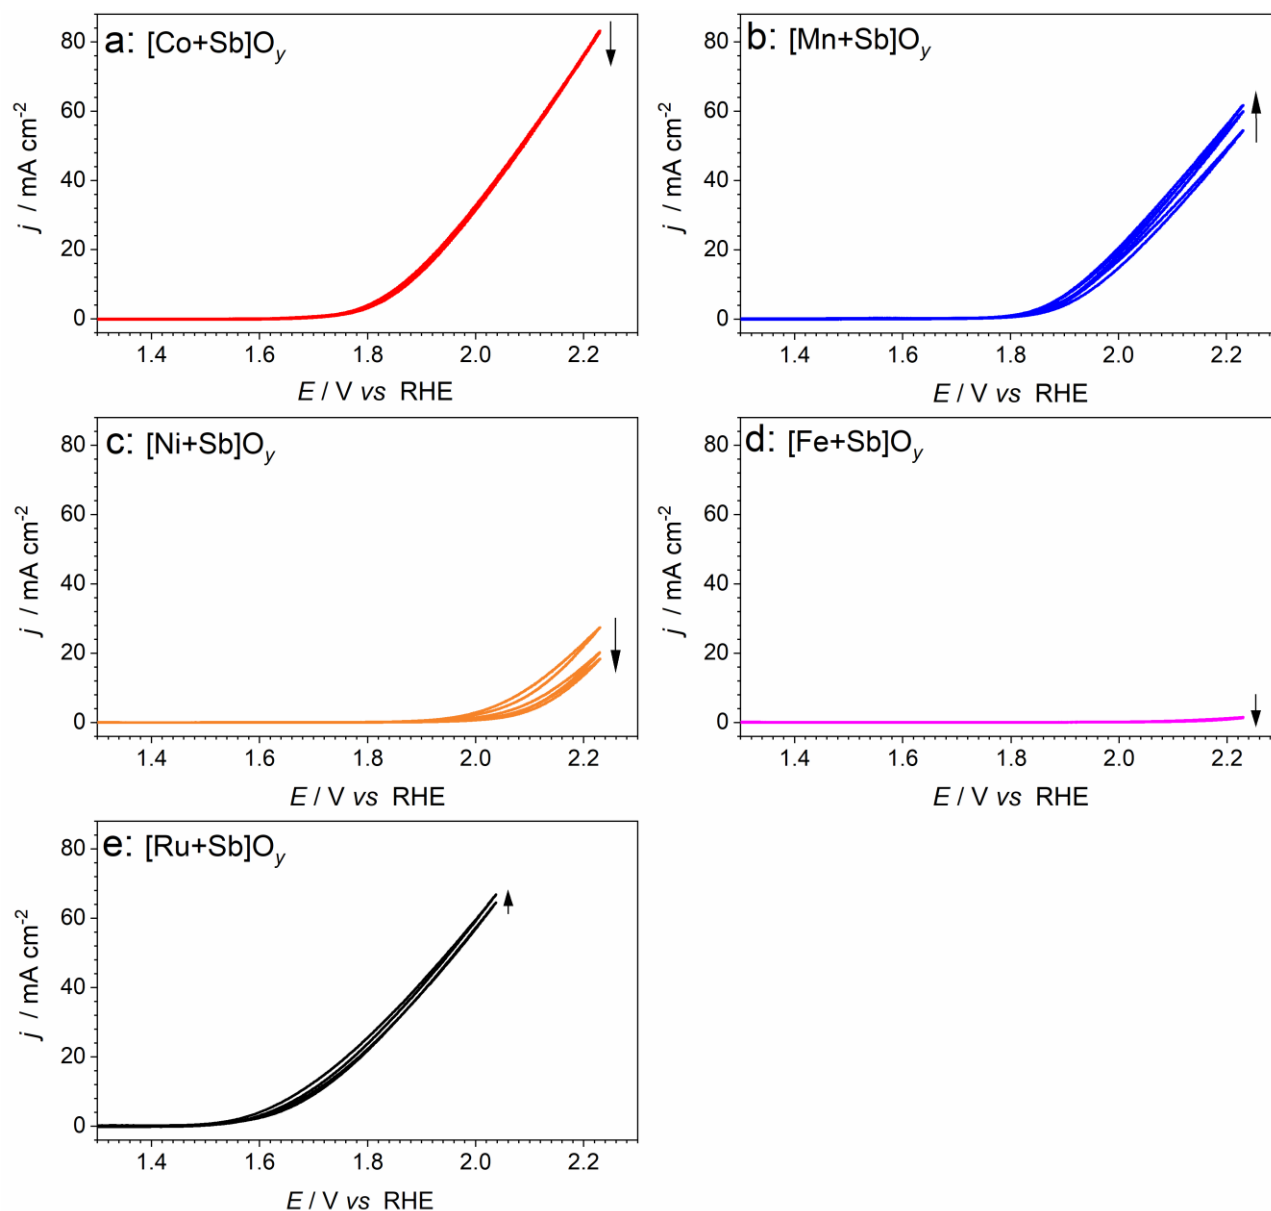 a: [Co+Sb]Oy
80
60
40
20
0
j / mA cm-2
1.4 1.6 1.8 2.0 2.2
E / V vs RHE
b: [Mn+Sb]Oy
80
60
40
20
0
j / mA cm-2
1.4 1.6 1.8 2.0 2.2
E / V vs RHE
c: [Ni+Sb]Oy
80
60
40
20
0
j / mA cm-2
1.4 1.6 1.8 2.0 2.2
E / V vs RHE
d: [Fe+Sb]Oy
80
60
40
20
0
j / mA cm-2
1.4 1.6 1.8 2.0 2.2
E / V vs RHE
e: [Ru+Sb]Oy
80
60
40
20
0
j / mA cm-2
1.4 1.6 1.8 2.0 2.2
E / V vs RHE